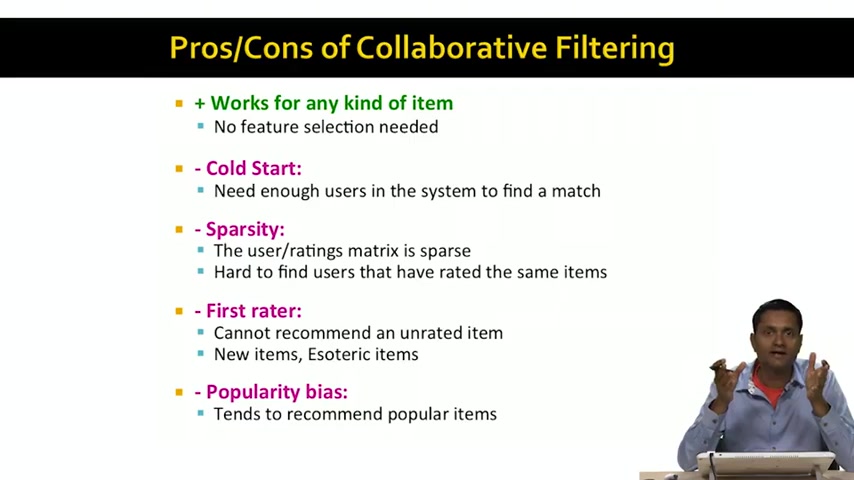 Pros/Cons of Collaborative Filtering
+ Works for any kind of item
No feature selection needed
- Cold Start:
Need enough users in the system to find a match
- Sparsity:
The user/ratings matrix is sparse
Hard to find users that have rated the same items
- First rater:
Cannot recommend an unrated item
New items, Esoteric items
- Popularity bias:
Tends to recommend popular items